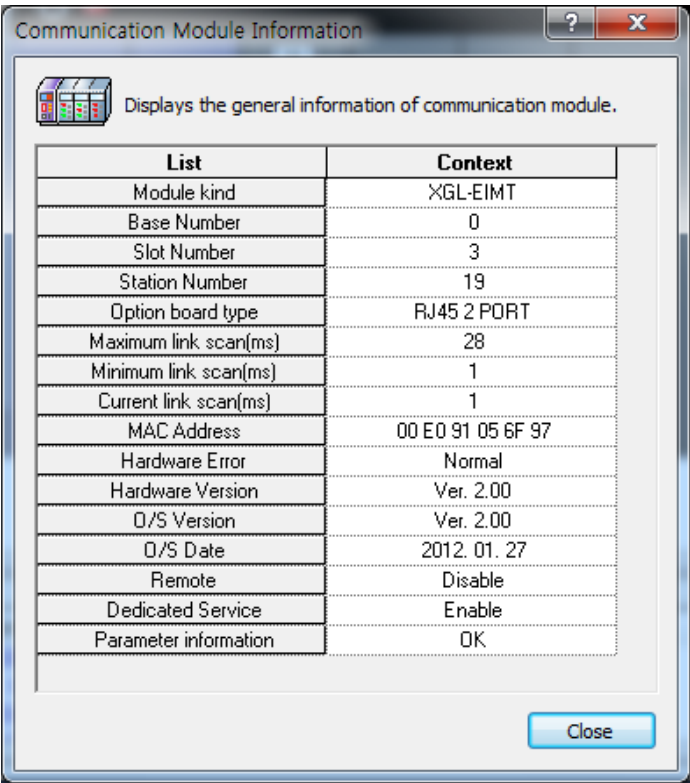 Communication Module Information
?
X
Displays the general information of communication module.
List Context
Module kind XGL-EIMT
Base Number 0
Slot Number 3
Station Number 19
Option board type RJ45 2 PORT
Maximum link scan(ms) 28
Minimum link scan(ms) 1
Current link scan(ms) 1
MAC Address 00 E0 91 05 6F 97
Hardware Error Normal
Hardware Version Ver. 2.00
O/S Version Ver. 2.00
O/S Date 2012. 01. 27
Remote Disable
Dedicated Service Enable
Parameter information OK
Close